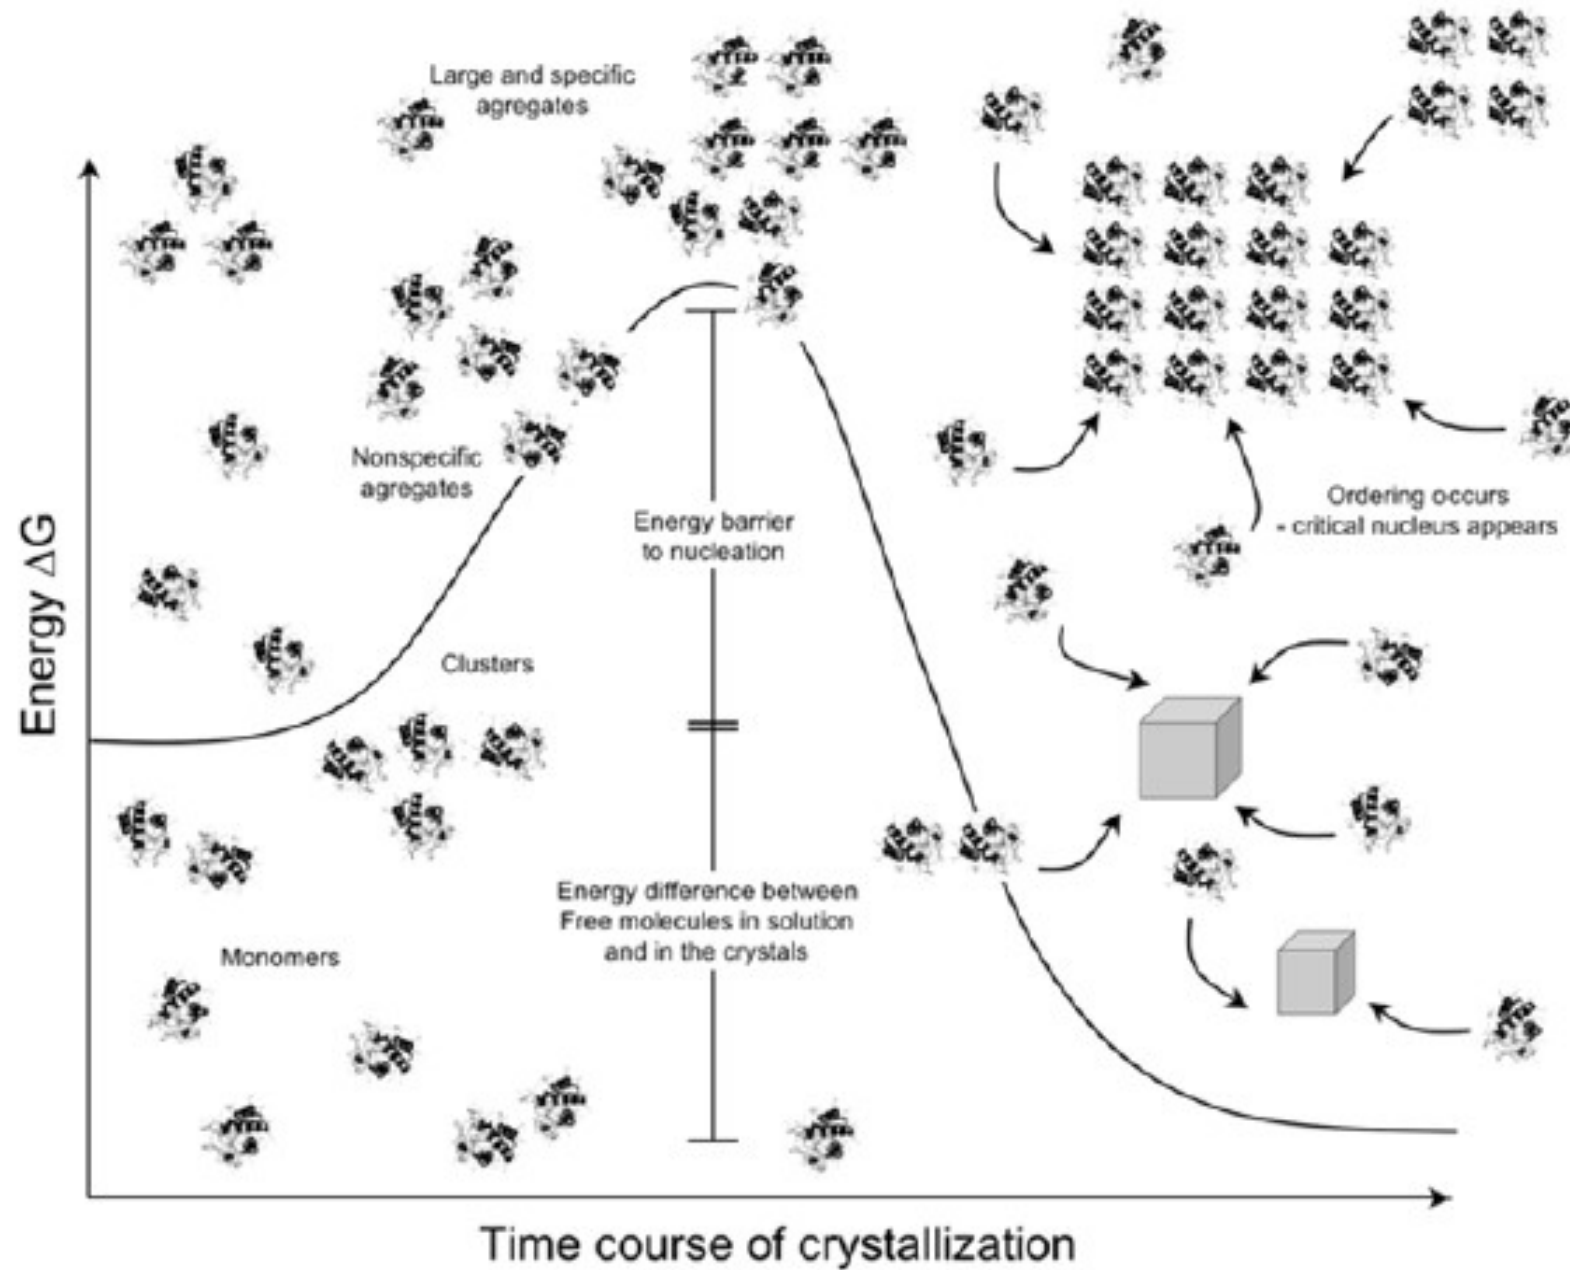 Large and specific
agregates
Nonspecific
agregates
Energy barrier
to nucleation
Ordering occurs
- critical nucleus appears
Clusters
Energy difference between
Free molecules in solution
and in the crystals
Monomers
Energy ΔG
Time course of crystallization